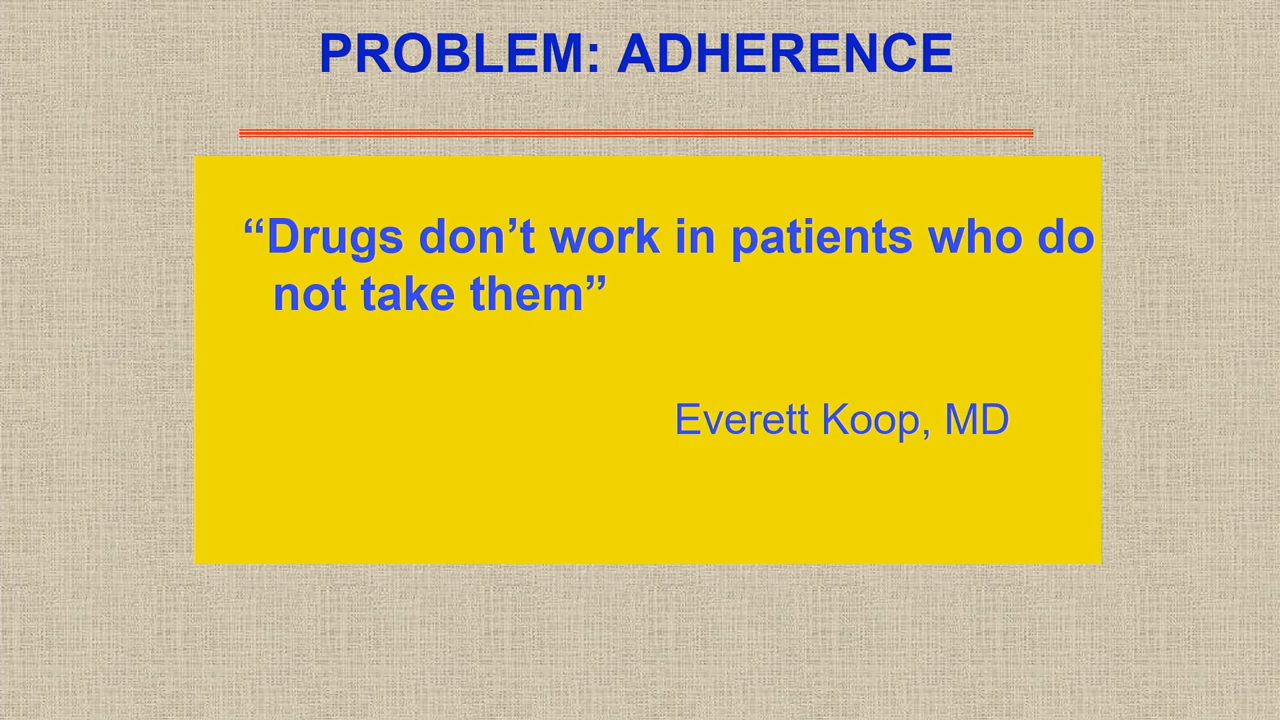 PROBLEM: ADHERENCE
“Drugs don’t work in patients who do
not take them”
Everett Koop, MD